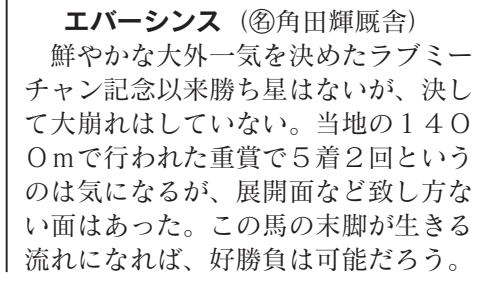 エバーシンス（㊔角田輝厩舎）
鮮やかな大外一気を決めたラブミー
チャン記念以来勝ち星はないが、決し
て大崩れはしていない。当地の１４０
０ｍで行われた重賞で５着２回という
のは気になるが、展開面など致し方な
い面はあった。この馬の末脚が生きる
流れになれば、好勝負は可能だろう。